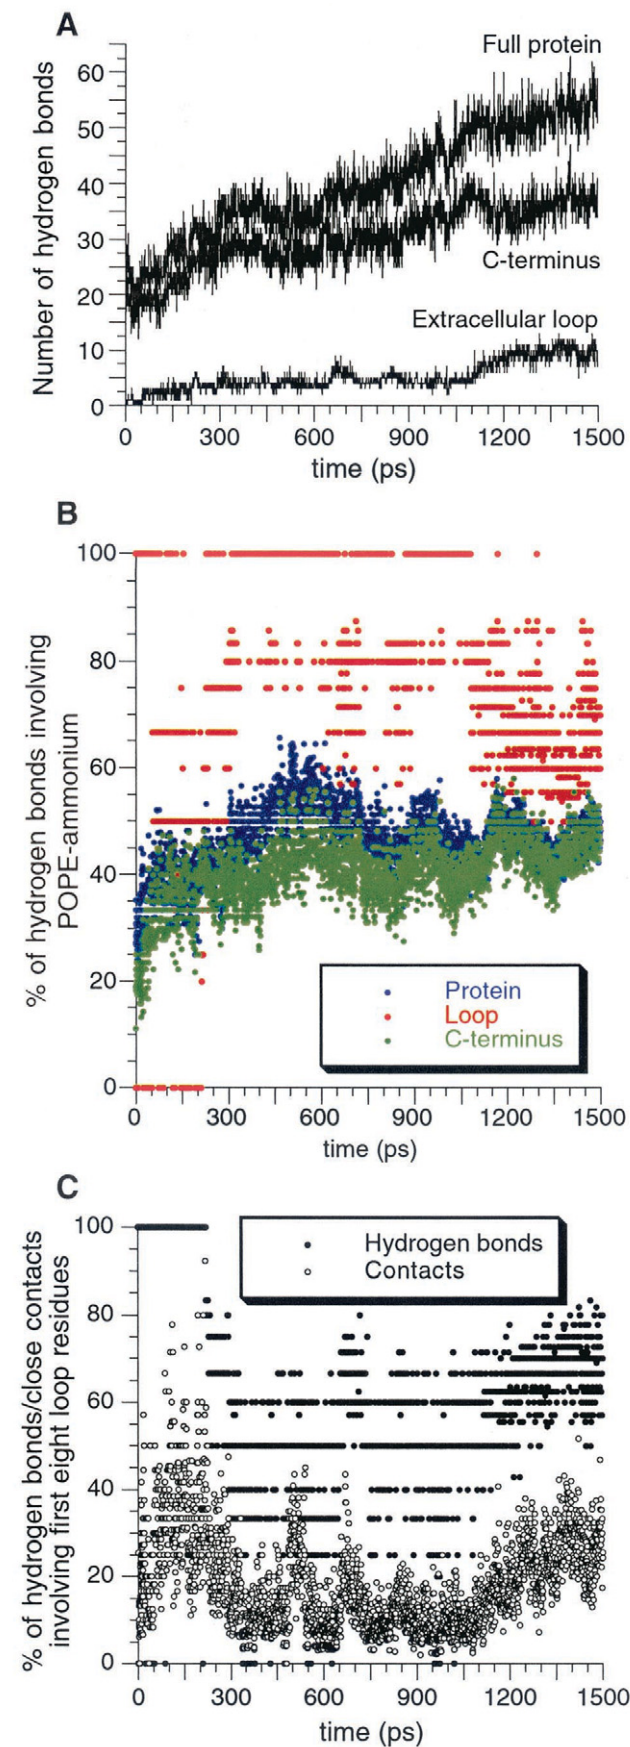 A
Number of hydrogen bonds
60
50
40
30
20
10
0
Full protein
C-terminus
Extracellular loop
0 300 600 900 1200 1500
time (ps)
B
% of hydrogen bonds involving
POPE-ammonium
100
80
60
40
20
0
Protein
Loop
C-terminus
0 300 600 900 1200 1500
time (ps)
C
% of hydrogen bonds/close contacts
involving first eight loop residues
100
80
60
40
20
0
Hydrogen bonds
Contacts
0 300 600 900 1200 1500
time (ps)